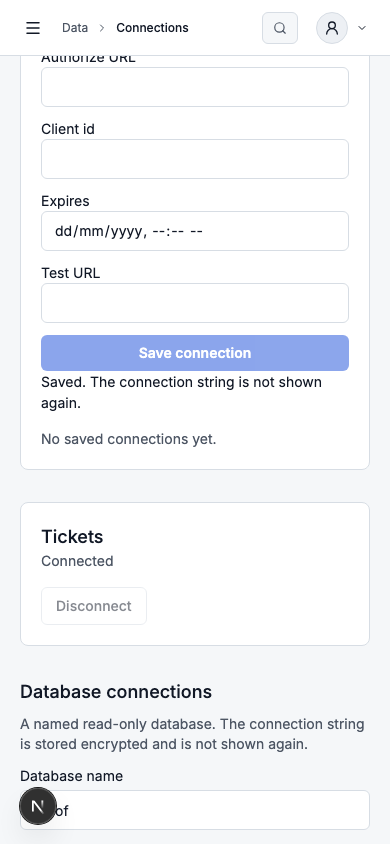 Data > Connections
Authorize URL
Client id
Expires
dd/mm/yyyy, --:-- --
Test URL
Save connection
Saved. The connection string is not shown
again.
No saved connections yet.
Tickets
Connected
Disconnect
Database connections
A named read-only database. The connection string
is stored encrypted and is not shown again.
Database name
N